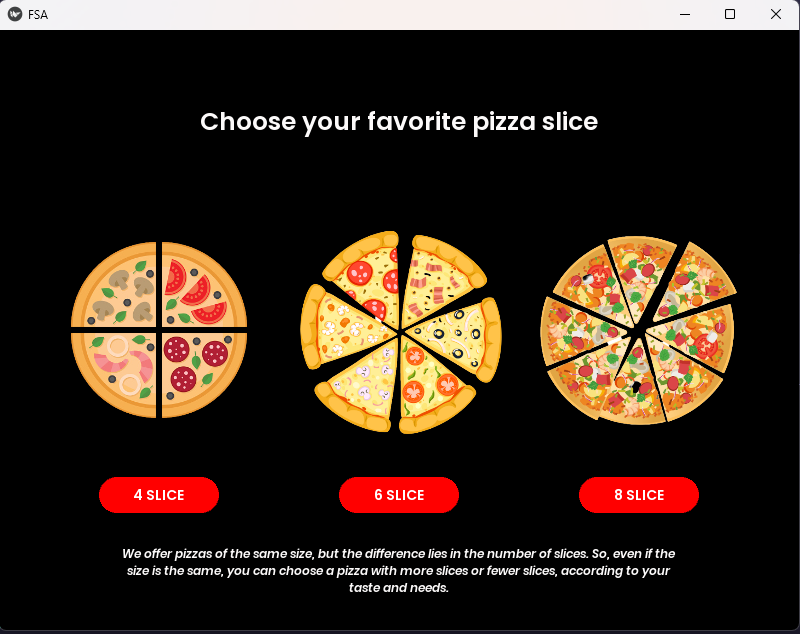 FSA
Choose your favorite pizza slice
4 SLICE
6 SLICE
8 SLICE
We offer pizzas of the same size, but the difference lies in the number of slices. So, even if the
size is the same, you can choose a pizza with more slices or fewer slices, according to your
taste and needs.